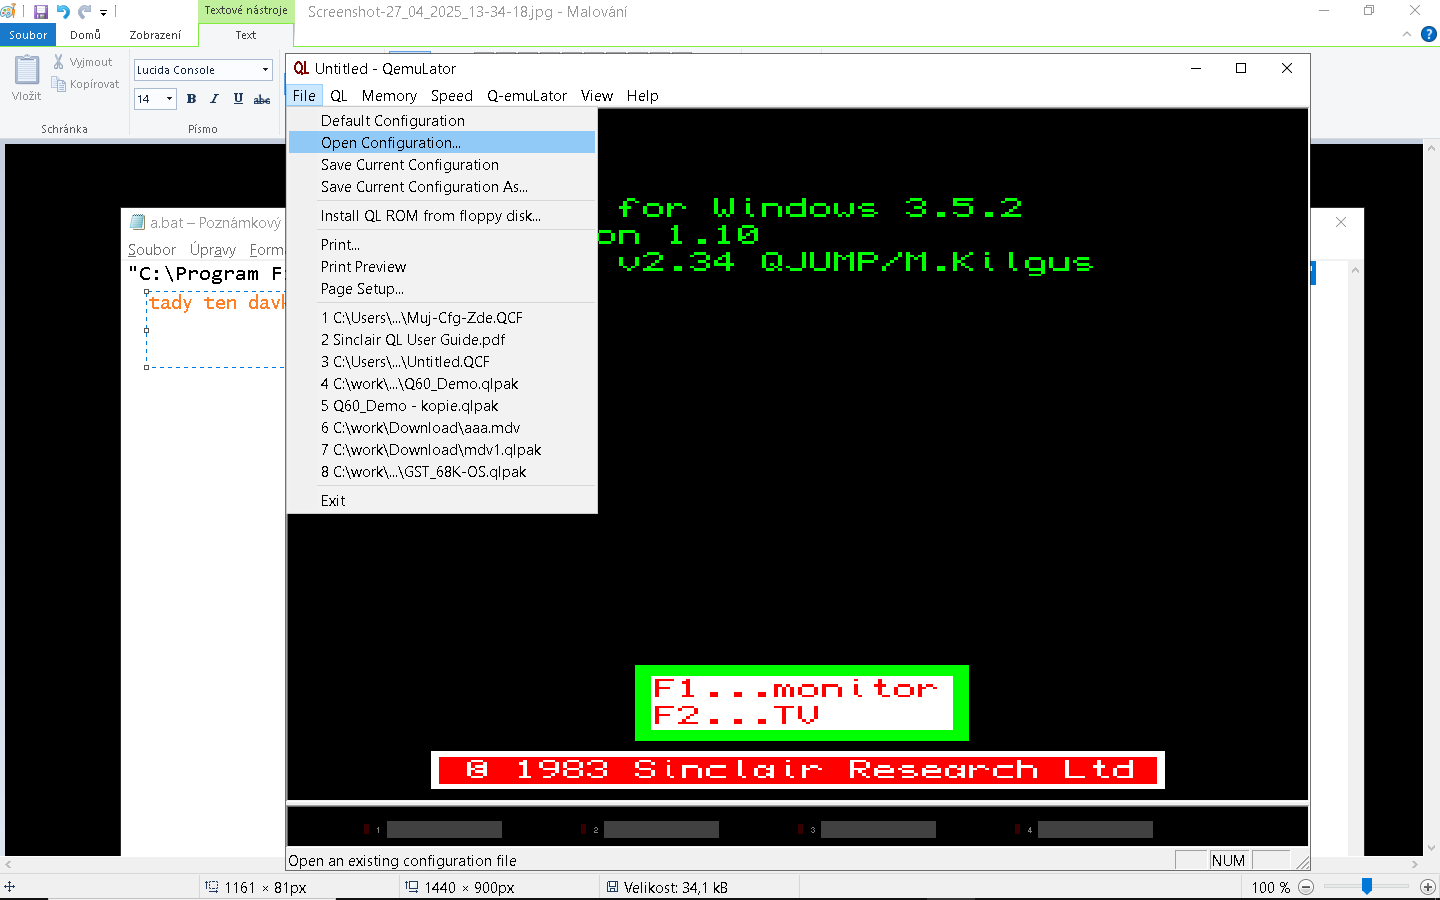 Textové nástroje
Screenshot-27_04_2025_13-34-18.jpg - Malování
Soubor Domů Zobrazení Text
Vložit
Vyjmout
Kopírovat
Lucida Console
14
B I U abc
Schránka
Písmo
QL Untitled - QemuLator
File QL Memory Speed Q-emuLator View Help
Default Configuration
Open Configuration...
Save Current Configuration
Save Current Configuration As...
Install QL ROM from floppy disk...
Print...
Print Preview
Page Setup...
1 C:\Users\...\Muj-Cfg-Zde.QCF
2 Sinclair QL User Guide.pdf
3 C:\Users\...\Untitled.QCF
4 C:\work\...\Q60_Demo.qlpak
5 Q60_Demo - kopie.qlpak
6 C:\work\Download\aaa.mdv
7 C:\work\Download\mdv1.qlpak
8 C:\work\...\GST_68K-OS.qlpak
Exit
for Windows 3.5.2
on 1.10
v2.34 QJUMP/M.Kilgus
a.bat – Poznámkový
Soubor Úpravy Formá
"C:\Program F
tady ten davk
F1...monitor
F2...TV
© 1983 Sinclair Research Ltd
1 2 3 4
Open an existing configuration file
NUM
1161 × 81px
1440 × 900px
Velikost: 34,1 kB
100 %